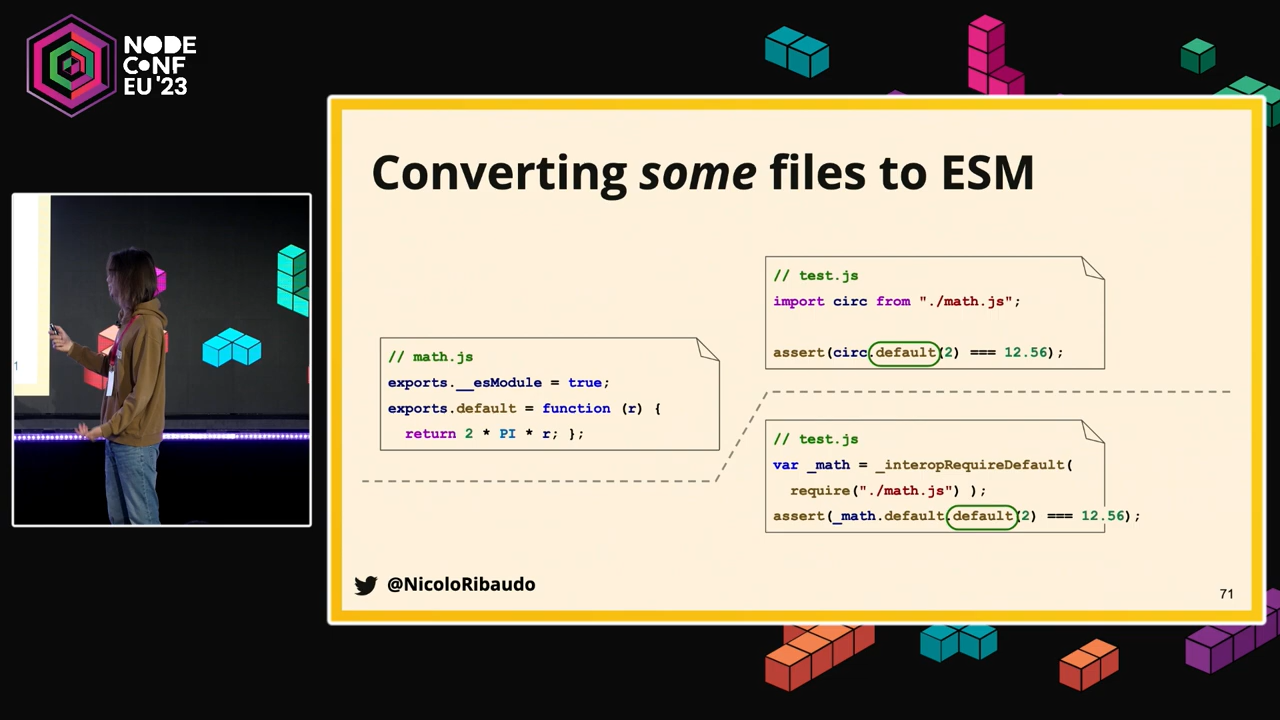 NODE
CONF
EU '23
Converting some files to ESM
// math.js
exports.__esModule = true;
exports.default = function (r) {
  return 2 * PI * r; };
// test.js
import circ from "./math.js";
assert(circ.default(2) === 12.56);
// test.js
var _math = _interopRequireDefault(
  require("./math.js") );
assert(_math.default.default(2) === 12.56);
@NicoloRibaudo
71
1